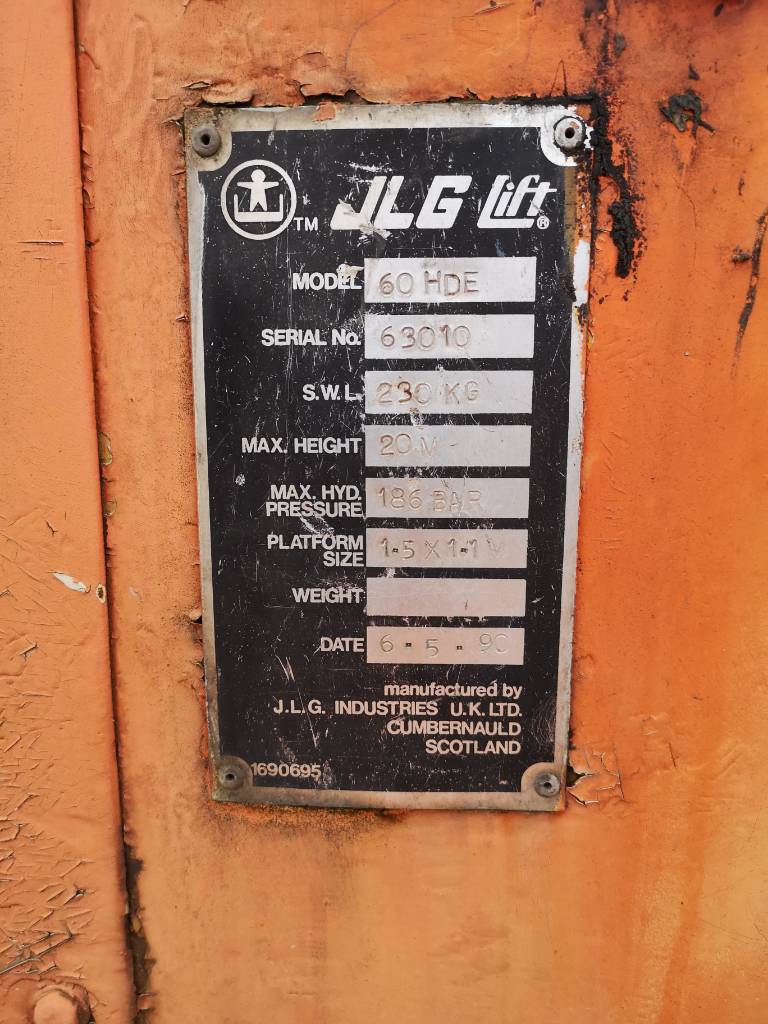 TM JLG Lift®
MODEL 60 HDE
SERIAL No. 63010
S.W.L. 230 KG
MAX. HEIGHT 20 M
MAX. HYD. PRESSURE 186 BAR
PLATFORM SIZE 1.5 X 1.1 M
WEIGHT
DATE 6.5.90
manufactured by
J.L.G. INDUSTRIES U.K. LTD.
CUMBERNAULD
SCOTLAND
1690695